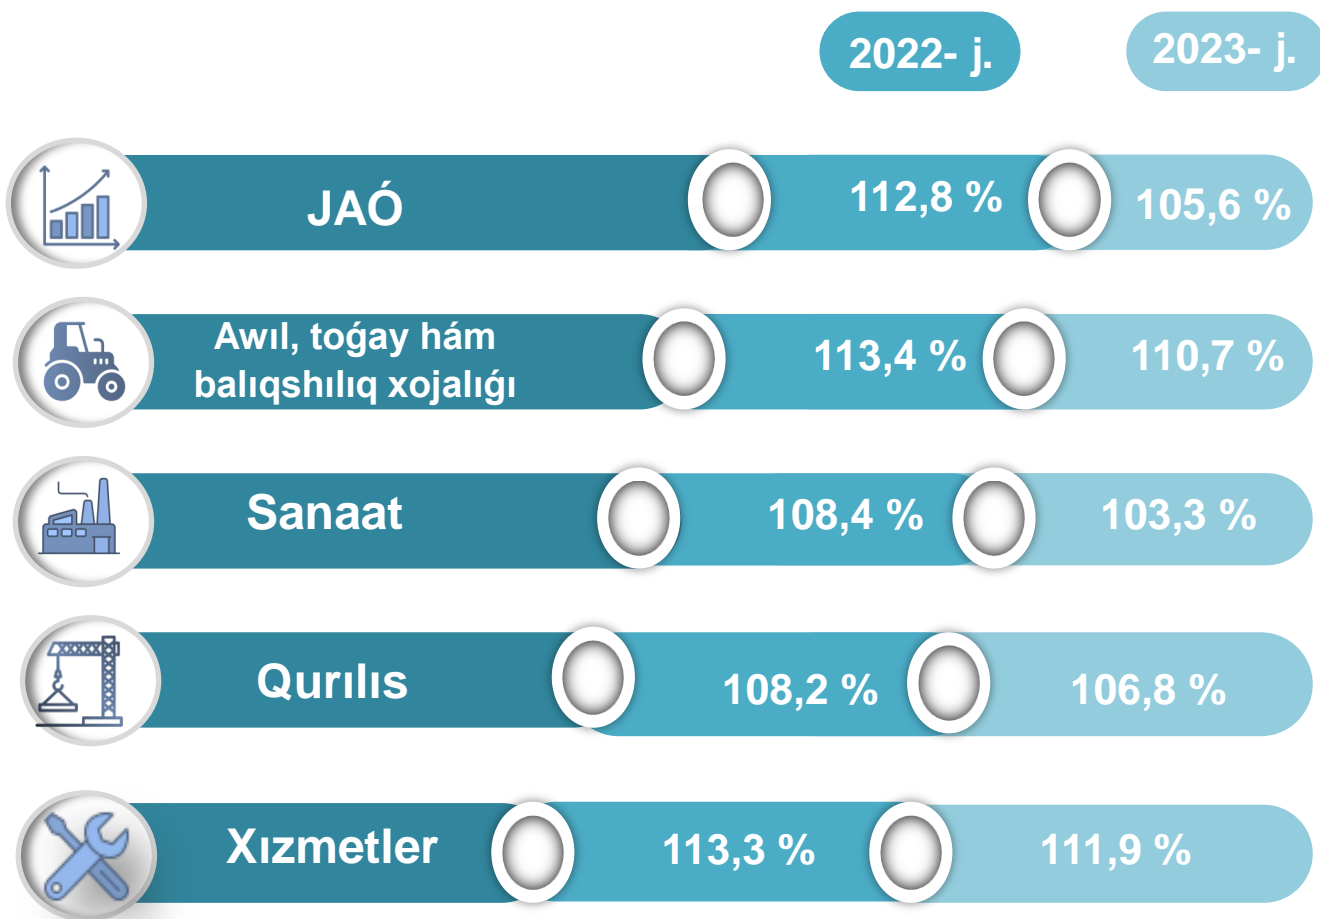 2022- j.
2023- j.
JAÓ
112,8 %
105,6 %
Awıl, toǵay hám
balıqshılıq xojalıǵı
113,4 %
110,7 %
Sanaat
108,4 %
103,3 %
Qurılıs
108,2 %
106,8 %
Xızmetler
113,3 %
111,9 %